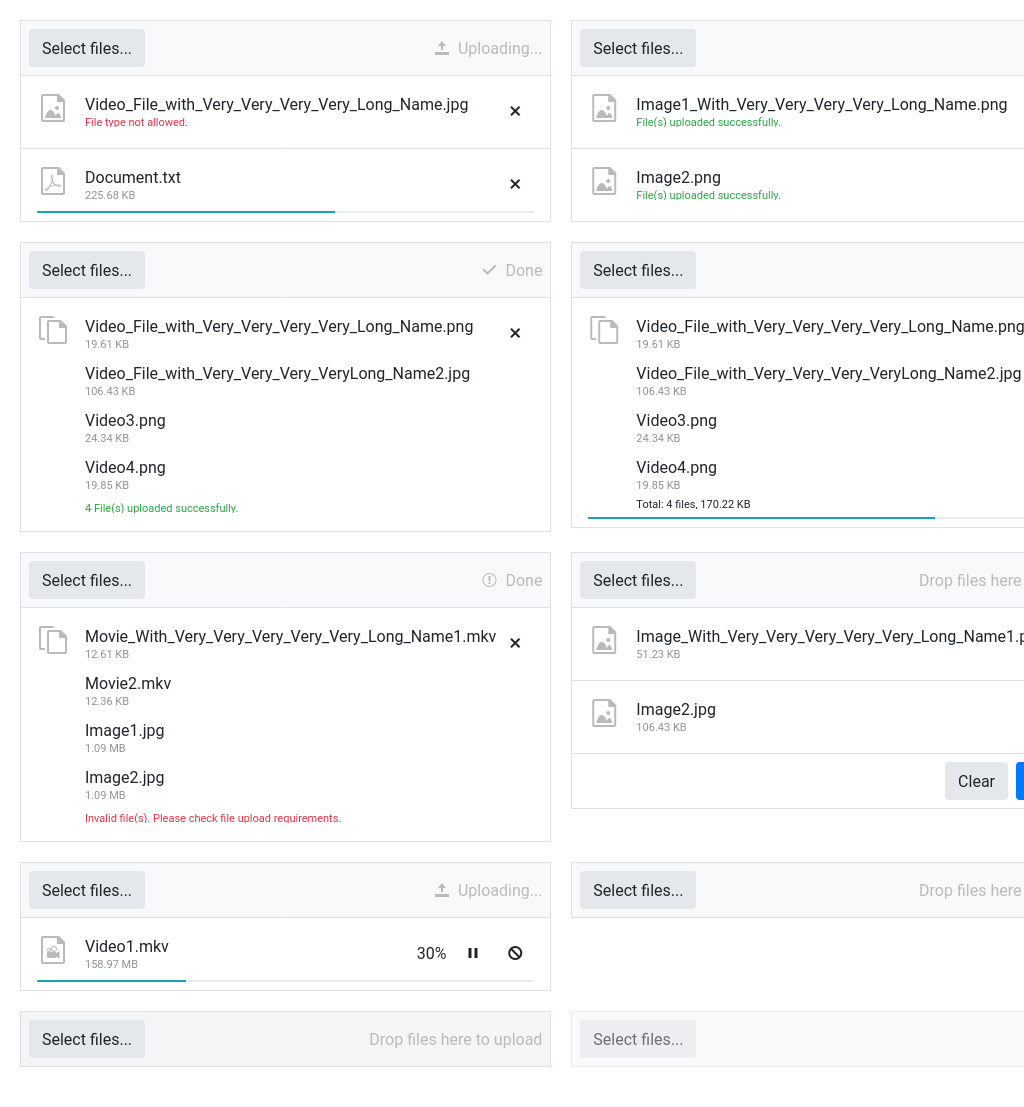 Select files...
Uploading...
Video_File_with_Very_Very_Very_Very_Long_Name.jpg
File type not allowed.
Document.txt
225.68 KB
Select files...
Image1_With_Very_Very_Very_Very_Long_Name.png
File(s) uploaded successfully.
Image2.png
File(s) uploaded successfully.
Select files...
Done
Video_File_with_Very_Very_Very_Very_Long_Name.png
19.61 KB
Video_File_with_Very_Very_Very_VeryLong_Name2.jpg
106.43 KB
Video3.png
24.34 KB
Video4.png
19.85 KB
4 File(s) uploaded successfully.
Select files...
Video_File_with_Very_Very_Very_Very_Long_Name.png
19.61 KB
Video_File_with_Very_Very_Very_VeryLong_Name2.jpg
106.43 KB
Video3.png
24.34 KB
Video4.png
19.85 KB
Total: 4 files, 170.22 KB
Select files...
Done
Movie_With_Very_Very_Very_Very_Very_Long_Name1.mkv
12.61 KB
Movie2.mkv
12.36 KB
Image1.jpg
1.09 MB
Image2.jpg
1.09 MB
Invalid file(s). Please check file upload requirements.
Select files...
Drop files here
Image_With_Very_Very_Very_Very_Very_Long_Name1.p
51.23 KB
Image2.jpg
106.43 KB
Clear
Select files...
Uploading...
Video1.mkv
158.97 MB
30%
Select files...
Drop files here
Select files...
Drop files here to upload
Select files...